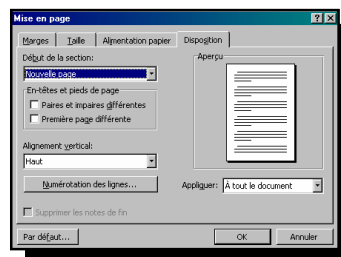 Mise en page
Marges Taille Alimentation papier Disposition
Début de la section:
Nouvelle page
En-têtes et pieds de page
Paires et impaires différentes
Première page différente
Alignement vertical:
Haut
Numérotation des lignes...
Supprimer les notes de fin
Aperçu
Appliquer: À tout le document
Par défaut... OK Annuler